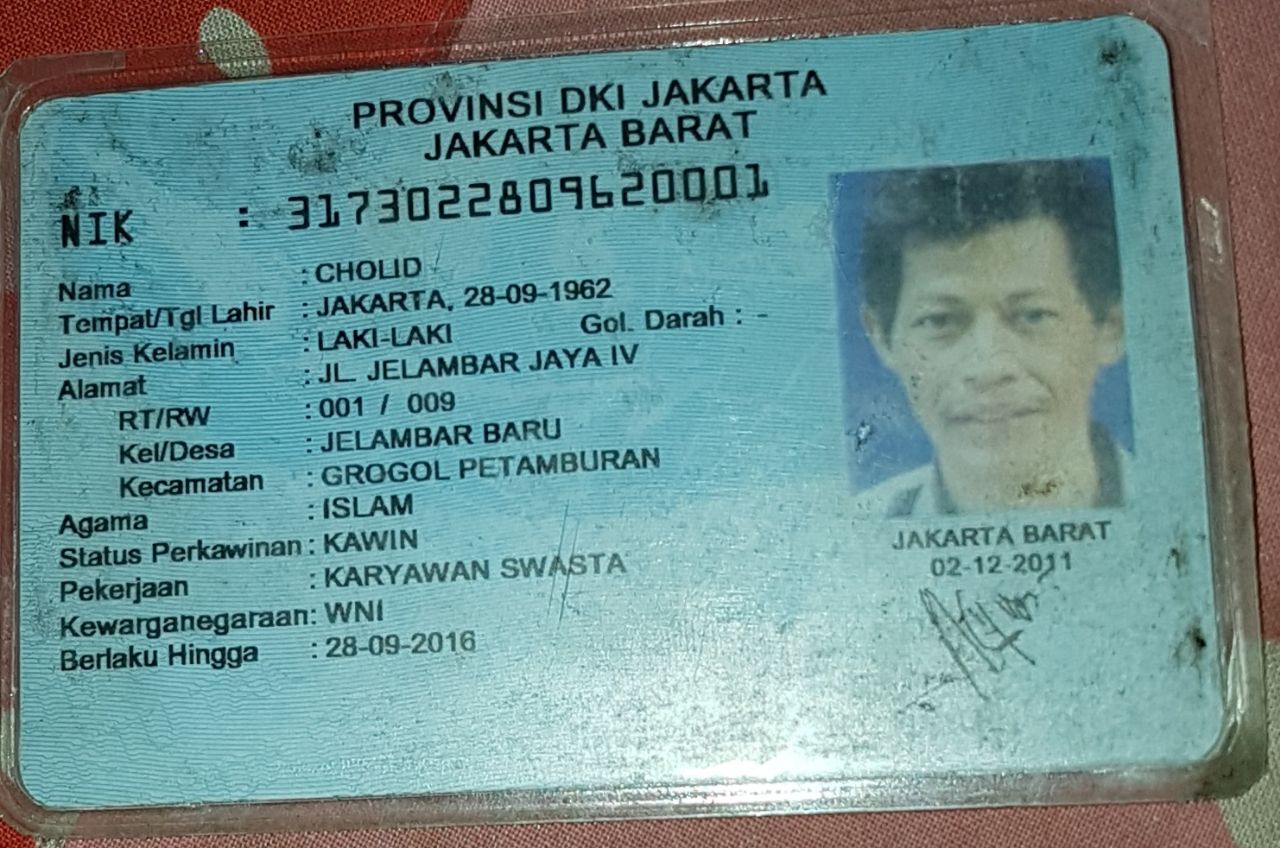 PROVINSI DKI JAKARTA
JAKARTA BARAT
NIK : 3173022809620001
Nama : CHOLID
Tempat/Tgl Lahir : JAKARTA, 28-09-1962
Jenis Kelamin : LAKI-LAKI Gol. Darah : -
Alamat : JL. JELAMBAR JAYA IV
RT/RW : 001 / 009
Kel/Desa : JELAMBAR BARU
Kecamatan : GROGOL PETAMBURAN
Agama : ISLAM
Status Perkawinan : KAWIN
Pekerjaan : KARYAWAN SWASTA
Kewarganegaraan: WNI
Berlaku Hingga : 28-09-2016
JAKARTA BARAT
02-12-2011